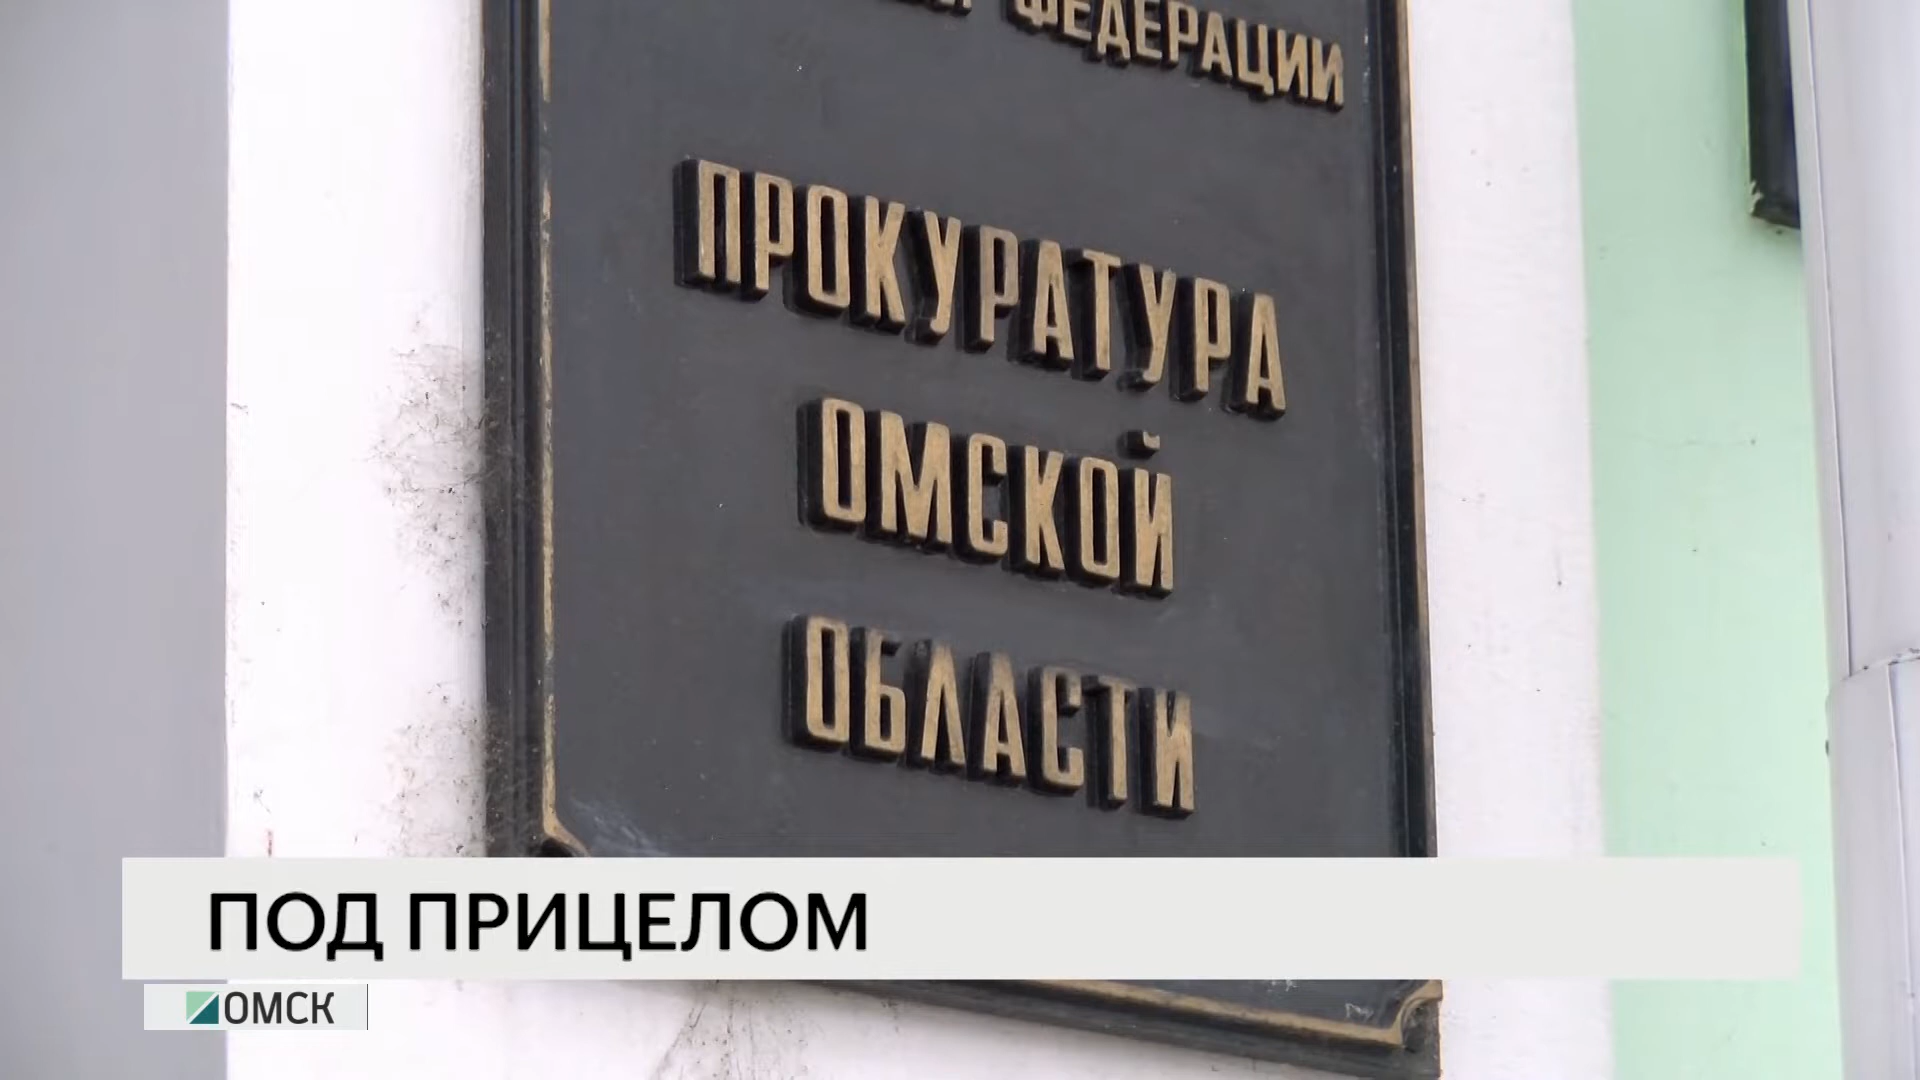 ФЕДЕРАЦИИ
ПРОКУРАТУРА
ОМСКОЙ
ОБЛАСТИ
ПОД ПРИЦЕЛОМ
ОМСК